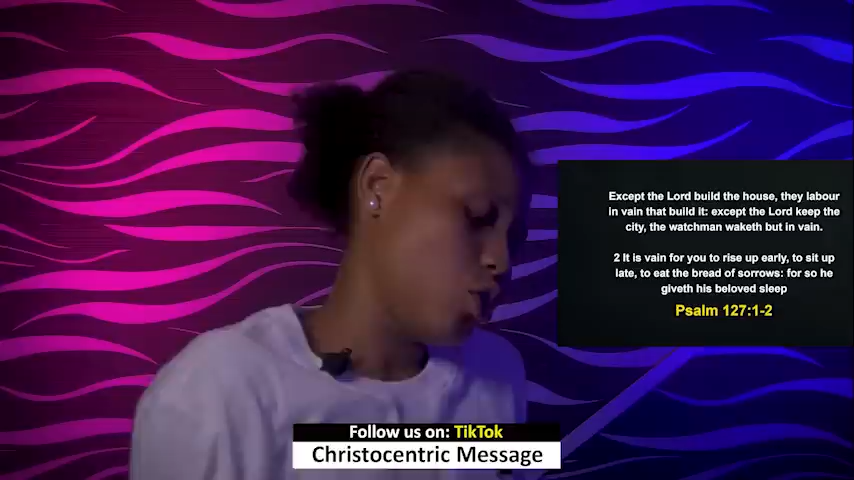 Except the Lord build the house, they labour
in vain that build it: except the Lord keep the
city, the watchman waketh but in vain.
2 It is vain for you to rise up early, to sit up
late, to eat the bread of sorrows: for so he
giveth his beloved sleep
Psalm 127:1-2
Follow us on: TikTok
Christocentric Message